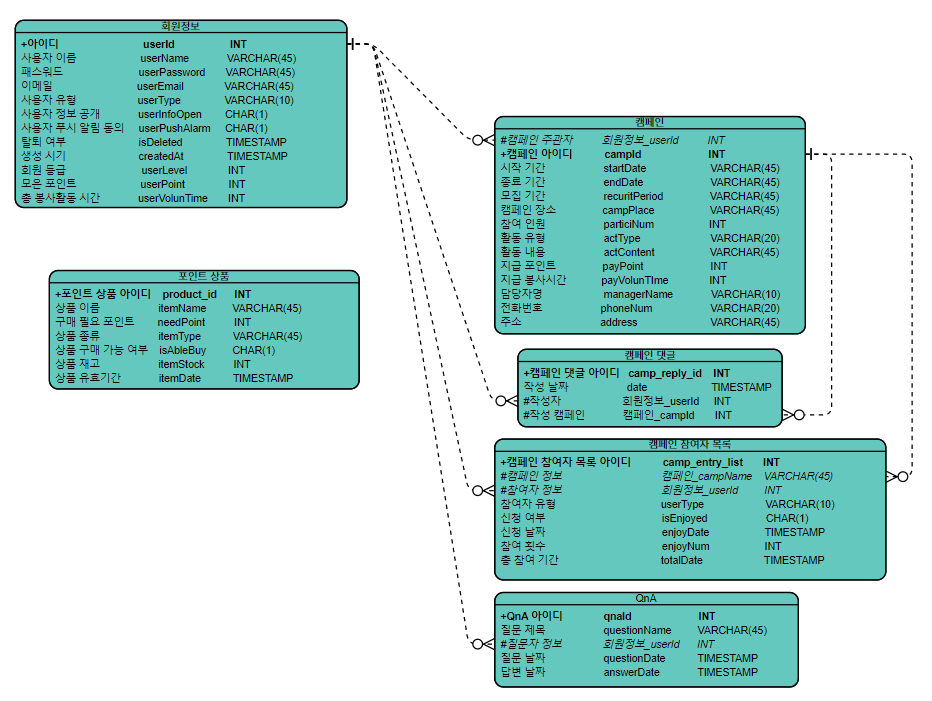 회원정보
+아이디 userId INT
사용자 이름 userName VARCHAR(45)
패스워드 userPassword VARCHAR(45)
이메일 userEmail VARCHAR(45)
사용자 유형 userType VARCHAR(10)
사용자 정보 공개 userInfoOpen CHAR(1)
사용자 푸시 알림 동의 userPushAlarm CHAR(1)
탈퇴 여부 isDeleted TIMESTAMP
생성 시기 createdAt TIMESTAMP
회원 등급 userLevel INT
모은 포인트 userPoint INT
총 봉사활동 시간 userVolunTime INT
포인트 상품
+포인트 상품 아이디 product_id INT
상품 이름 itemName VARCHAR(45)
구매 필요 포인트 needPoint INT
상품 종류 itemType VARCHAR(45)
상품 구매 가능 여부 isAbleBuy CHAR(1)
상품 재고 itemStock INT
상품 유효기간 itemDate TIMESTAMP
캠페인
#캠페인 주관자 회원정보_userId INT
+캠페인 아이디 campId INT
시작 기간 startDate VARCHAR(45)
종료 기간 endDate VARCHAR(45)
모집 기간 recuritPeriod VARCHAR(45)
캠페인 장소 campPlace VARCHAR(45)
참여 인원 particiNum INT
활동 유형 actType VARCHAR(20)
활동 내용 actContent VARCHAR(45)
지급 포인트 payPoint INT
지급 봉사시간 payVolunTIme INT
담당자명 managerName VARCHAR(10)
전화번호 phoneNum VARCHAR(20)
주소 address VARCHAR(45)
캠페인 댓글
+캠페인 댓글 아이디 camp_reply_id INT
작성 날짜 date TIMESTAMP
#작성자 회원정보_userId INT
#작성 캠페인 캠페인_campId INT
캠페인 참여자 목록
+캠페인 참여자 목록 아이디 camp_entry_list INT
#캠페인 정보 캠페인_campName VARCHAR(45)
#참여자 정보 회원정보_userId INT
참여자 유형 userType VARCHAR(10)
신청 여부 isEnjoyed CHAR(1)
신청 날짜 enjoyDate TIMESTAMP
참여 횟수 enjoyNum INT
총 참여 기간 totalDate TIMESTAMP
QnA
+QnA 아이디 qnaId INT
질문 제목 questionName VARCHAR(45)
#질문자 정보 회원정보_userId INT
질문 날짜 questionDate TIMESTAMP
답변 날짜 answerDate TIMESTAMP